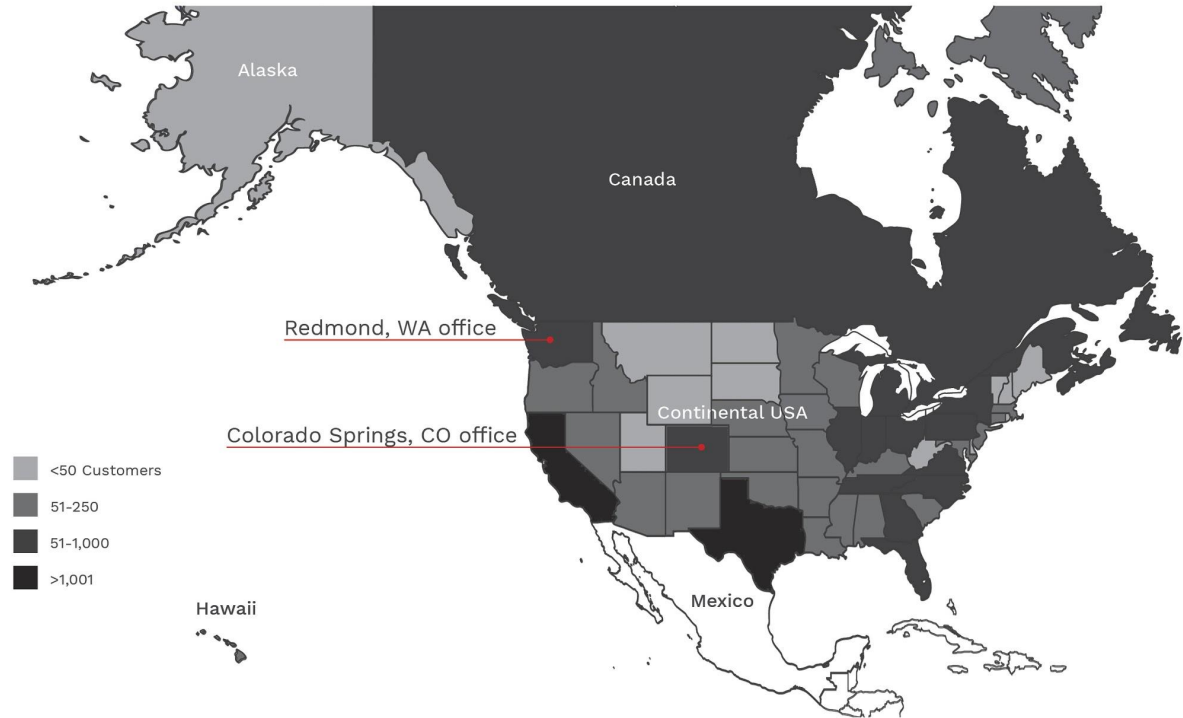 Alaska
Canada
Redmond, WA office
Continental USA
Colorado Springs, CO office
<50 Customers
51-250
51-1,000
>1,001
Hawaii
Mexico